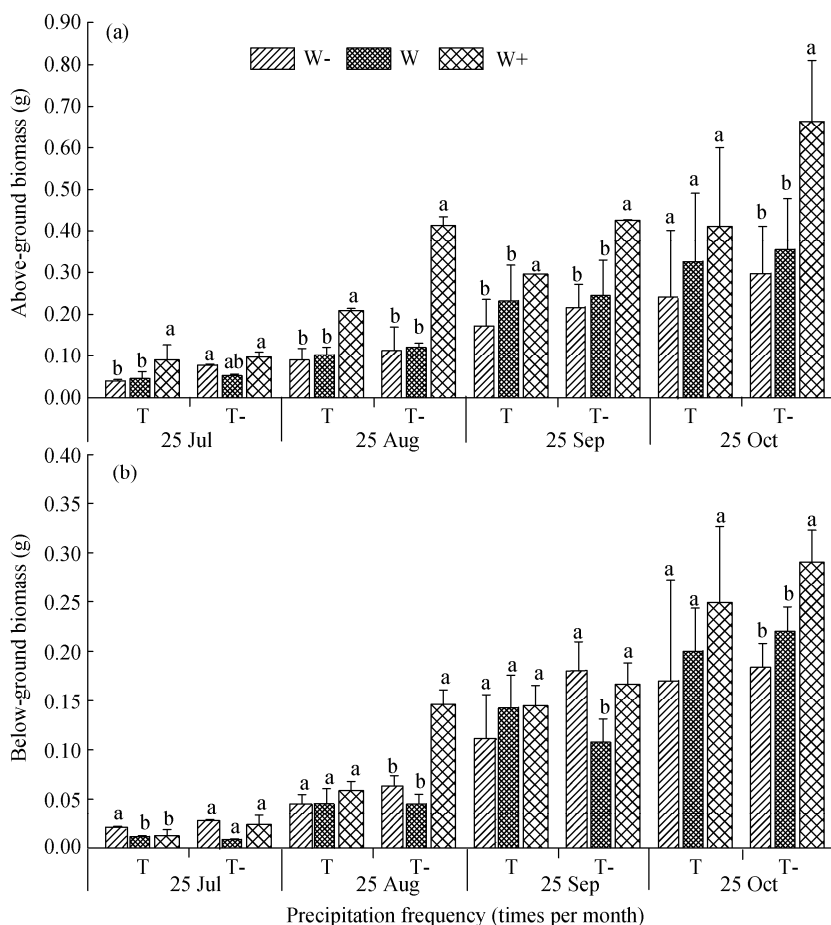 (a)
W- W W+
Above-ground biomass (g)
0.90
0.80
0.70
0.60
0.50
0.40
0.30
0.20
0.10
0.00
b b a a ab a b b a b b a b b a b b a a a a b b a
T T- T T- T T- T T-
25 Jul 25 Aug 25 Sep 25 Oct
(b)
Below-ground biomass (g)
0.40
0.35
0.30
0.25
0.20
0.15
0.10
0.05
0.00
a b b a a a a a a b b a a a a a b a a a a b b a
T T- T T- T T- T T-
25 Jul 25 Aug 25 Sep 25 Oct
Precipitation frequency (times per month)